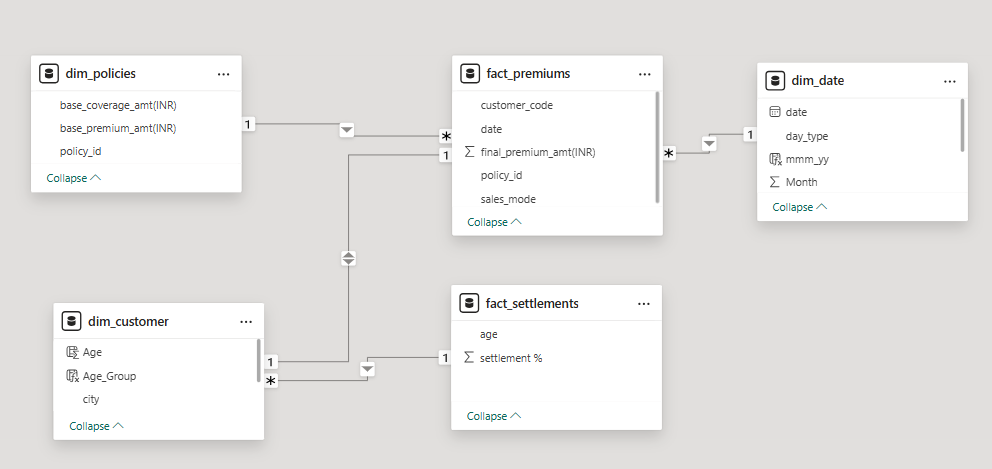 dim_policies
base_coverage_amt(INR)
base_premium_amt(INR)
policy_id
Collapse
1
*
1
fact_premiums
customer_code
date
Σ final_premium_amt(INR)
policy_id
sales_mode
Collapse
*
1
dim_date
date
day_type
mmm_yy
Σ Month
Collapse
dim_customer
Age
Age_Group
city
Collapse
1
*
1
fact_settlements
age
Σ settlement %
Collapse